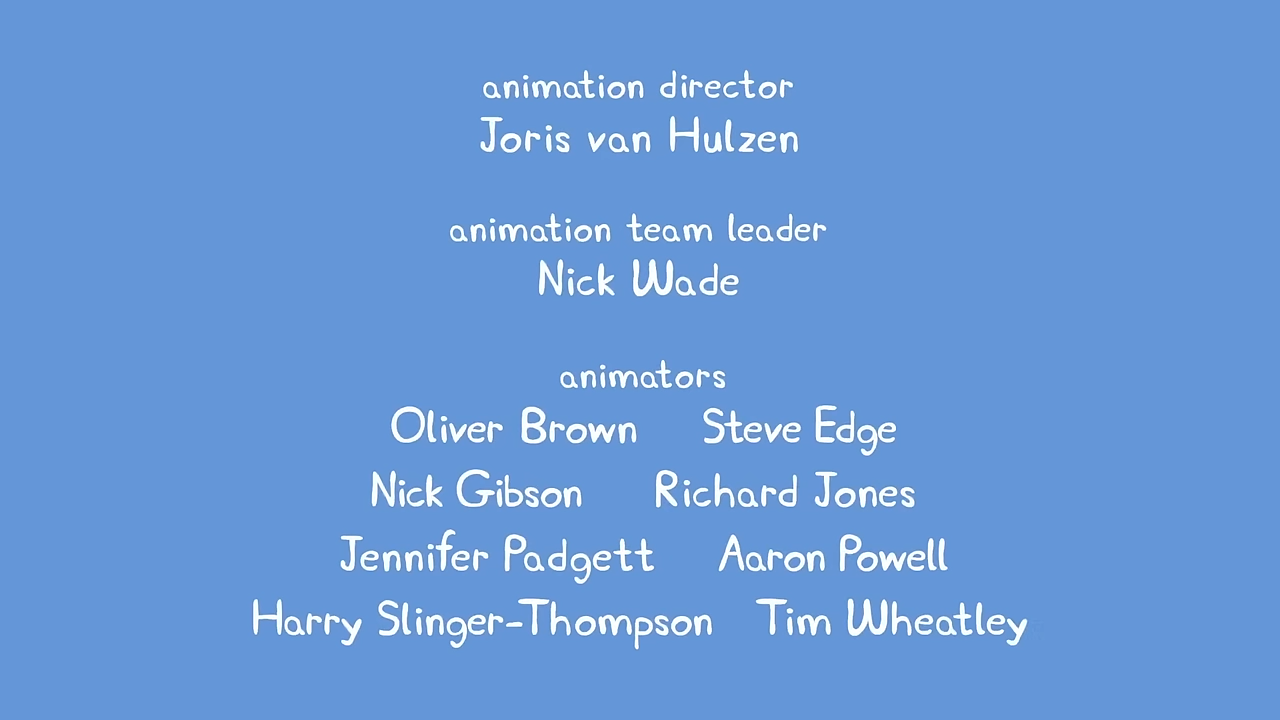 animation director
Joris van Hulzen
animation team leader
Nick Wade
animators
Oliver Brown Steve Edge
Nick Gibson Richard Jones
Jennifer Padgett Aaron Powell
Harry Slinger-Thompson Tim Wheatley